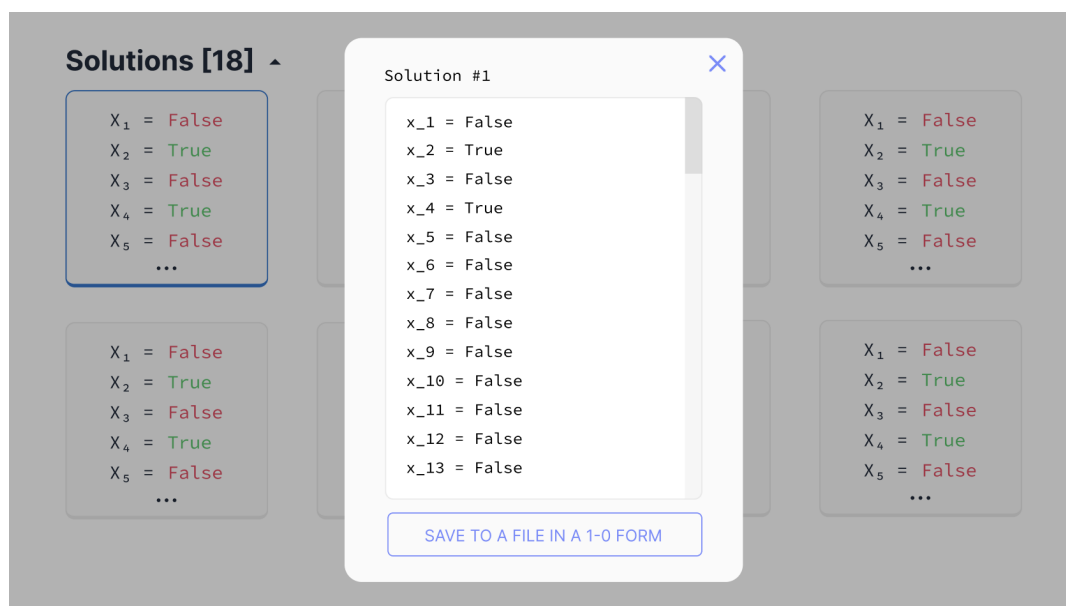 Solutions [18]
X₁ = False
X₂ = True
X₃ = False
X₄ = True
X₅ = False
...
Solution #1
x_1 = False
x_2 = True
x_3 = False
x_4 = True
x_5 = False
x_6 = False
x_7 = False
x_8 = False
x_9 = False
x_10 = False
x_11 = False
x_12 = False
x_13 = False
SAVE TO A FILE IN A 1-0 FORM
X₁ = False
X₂ = True
X₃ = False
X₄ = True
X₅ = False
...
X₁ = False
X₂ = True
X₃ = False
X₄ = True
X₅ = False
...
X₁ = False
X₂ = True
X₃ = False
X₄ = True
X₅ = False
...